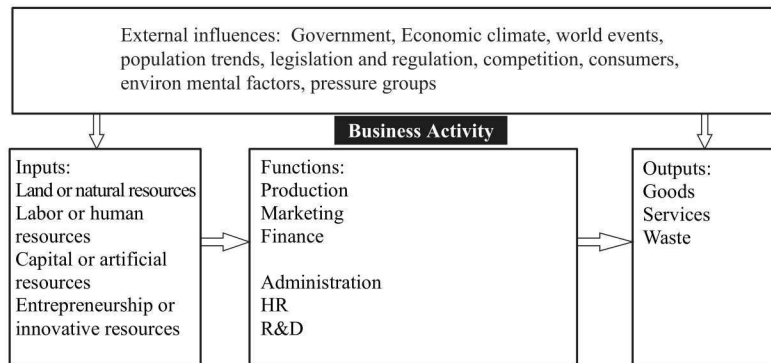 External influences: Government, Economic climate, world events,
population trends, legislation and regulation, competition, consumers,
environ mental factors, pressure groups
Business Activity
Inputs:
Land or natural resources
Labor or human
resources
Capital or artificial
resources
Entrepreneurship or
innovative resources
Functions:
Production
Marketing
Finance
Administration
HR
R&D
Outputs:
Goods
Services
Waste